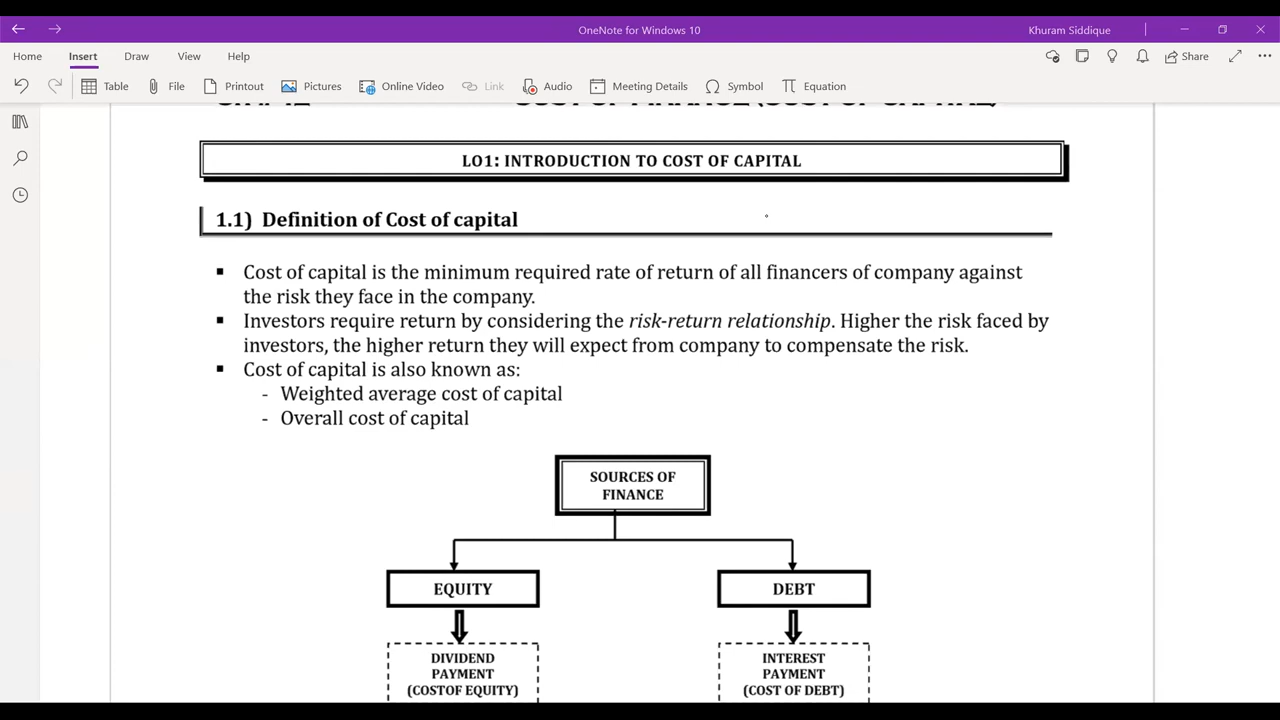 OneNote for Windows 10
Khuram Siddique
Home Insert Draw View Help
Share
Table File Printout Pictures Online Video Link Audio Meeting Details Symbol Equation
COST OF FINANCE (COST OF CAPITAL)
LO1: INTRODUCTION TO COST OF CAPITAL
1.1) Definition of Cost of capital
▪ Cost of capital is the minimum required rate of return of all financers of company against
the risk they face in the company.
▪ Investors require return by considering the risk-return relationship. Higher the risk faced by
investors, the higher return they will expect from company to compensate the risk.
▪ Cost of capital is also known as:
- Weighted average cost of capital
- Overall cost of capital
SOURCES OF
FINANCE
EQUITY
DEBT
DIVIDEND
PAYMENT
(COSTOF EQUITY)
INTEREST
PAYMENT
(COST OF DEBT)